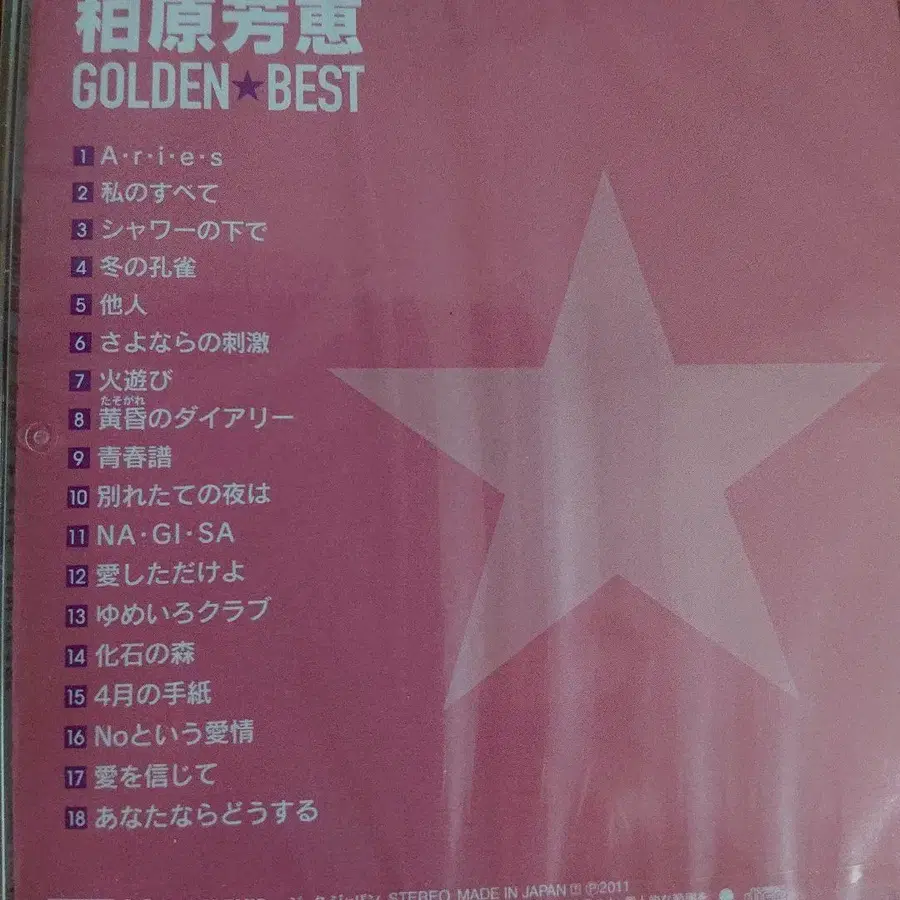 柏原芳恵
GOLDEN★BEST
1 A・r・i・e・s
2 私のすべて
3 シャワーの下で
4 冬の孔雀
5 他人
6 さよならの刺激
7 火遊び
たそがれ
8 黄昏のダイアリー
9 青春譜
10 別れたての夜は
11 NA・GI・SA
12 愛しただけよ
13 ゆめいろクラブ
14 化石の森
15 4月の手紙
16 Noという愛情
17 愛を信じて
18 あなたならどうする
STEREO MADE IN JAPAN Ⓟ2011